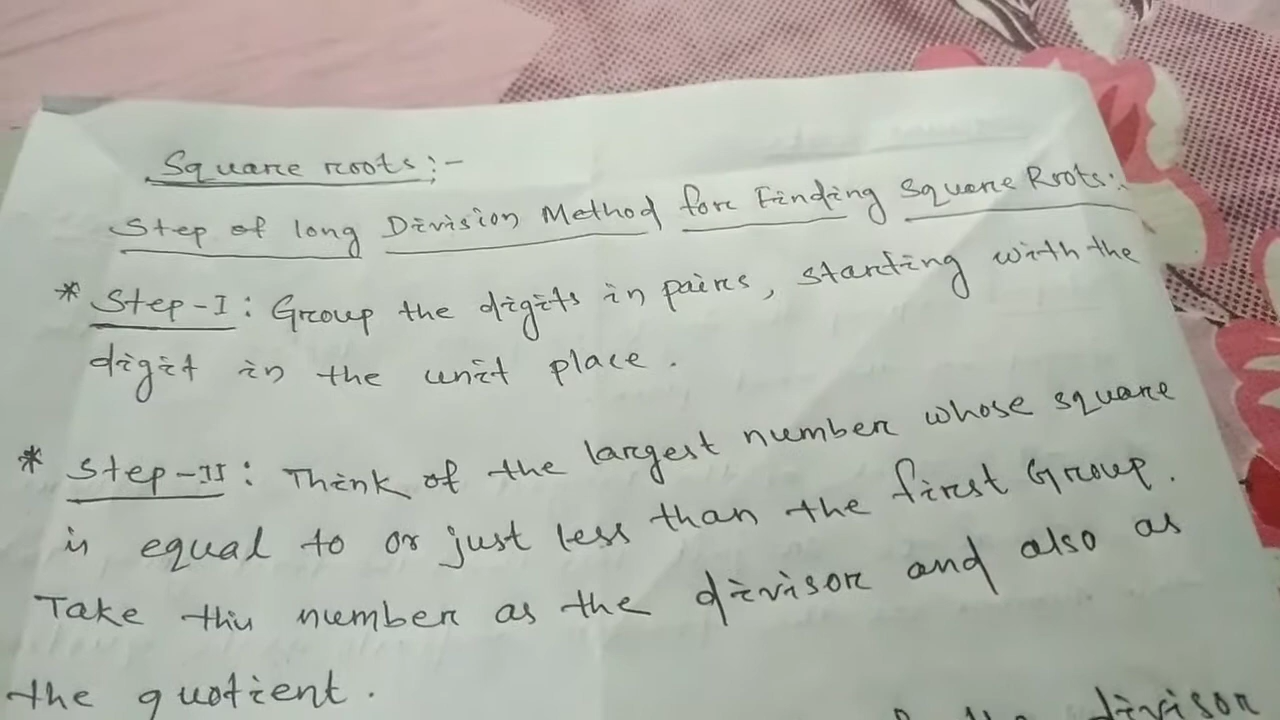 Square roots:-
Step of long Division Method for Finding Square Roots:
* Step-I: Group the digits in pairs, starting with the
digit in the unit place.
* Step-II: Think of the largest number whose square
is equal to or just less than the first Group.
Take this number as the divisor and also as
the quotient.
the divisor